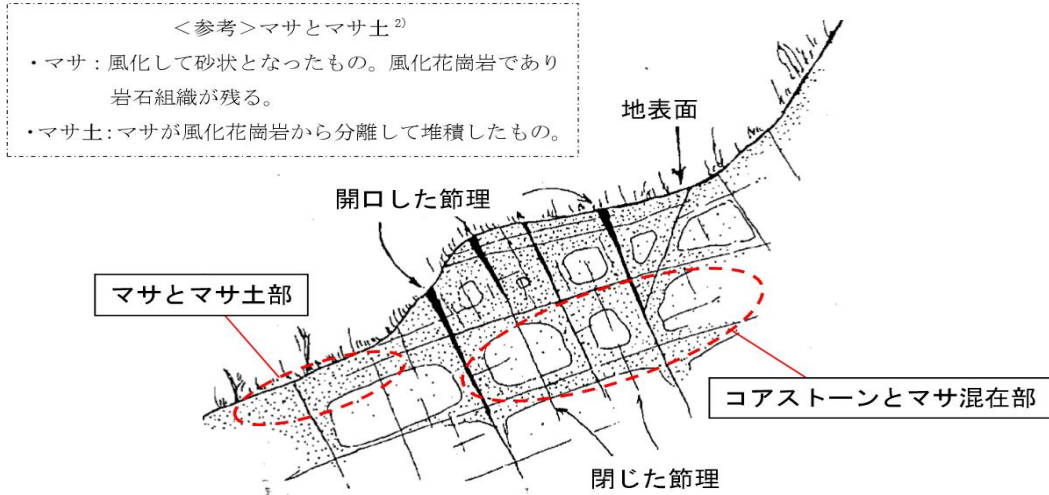 ＜参考＞マサとマサ土2)
・マサ：風化して砂状となったもの。風化花崗岩であり
岩石組織が残る。
・マサ土：マサが風化花崗岩から分離して堆積したもの。
地表面
開口した節理
マサとマサ土部
コアストーンとマサ混在部
閉じた節理